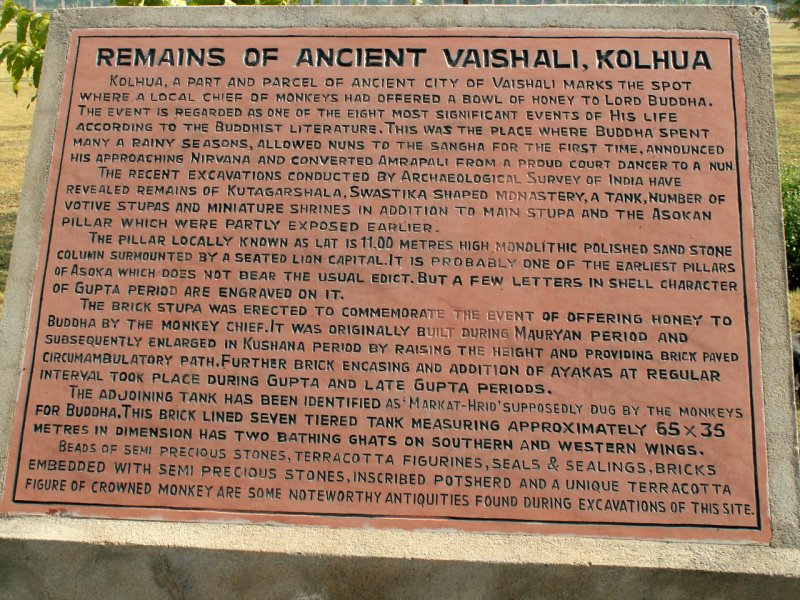 REMAINS OF ANCIENT VAISHALI, KOLHUA
KOLHUA, A PART AND PARCEL OF ANCIENT CITY OF VAISHALI MARKS THE SPOT
WHERE A LOCAL CHIEF OF MONKEYS HAD OFFERED A BOWL OF HONEY TO LORD BUDDHA.
THE EVENT IS REGARDED AS ONE OF THE EIGHT MOST SIGNIFICANT EVENTS OF HIS LIFE
ACCORDING TO THE BUDDHIST LITERATURE. THIS WAS THE PLACE WHERE BUDDHA SPENT
MANY A RAINY SEASONS, ALLOWED NUNS TO THE SANGHA FOR THE FIRST TIME, ANNOUNCED
HIS APPROACHING NIRVANA AND CONVERTED AMRAPALI FROM A PROUD COURT DANCER TO A NUN.
THE RECENT EXCAVATIONS CONDUCTED BY ARCHAEOLOGICAL SURVEY OF INDIA HAVE
REVEALED REMAINS OF KUTAGARSHALA, SWASTIKA SHAPED MONASTERY, A TANK, NUMBER OF
VOTIVE STUPAS AND MINIATURE SHRINES IN ADDITION TO MAIN STUPA AND THE ASOKAN
PILLAR WHICH WERE PARTLY EXPOSED EARLIER.
THE PILLAR LOCALLY KNOWN AS LAT IS 11.00 METRES HIGH MONOLITHIC POLISHED SAND STONE
COLUMN SURMOUNTED BY A SEATED LION CAPITAL. IT IS PROBABLY ONE OF THE EARLIEST PILLARS
OF ASOKA WHICH DOES NOT BEAR THE USUAL EDICT. BUT A FEW LETTERS IN SHELL CHARACTER
OF GUPTA PERIOD ARE ENGRAVED ON IT.
THE BRICK STUPA WAS ERECTED TO COMMEMORATE THE EVENT OF OFFERING HONEY TO
BUDDHA BY THE MONKEY CHIEF. IT WAS ORIGINALLY BUILT DURING MAURYAN PERIOD AND
SUBSEQUENTLY ENLARGED IN KUSHANA PERIOD BY RAISING THE HEIGHT AND PROVIDING BRICK PAVED
CIRCUMAMBULATORY PATH. FURTHER BRICK ENCASING AND ADDITION OF AYAKAS AT REGULAR
INTERVAL TOOK PLACE DURING GUPTA AND LATE GUPTA PERIODS.
THE ADJOINING TANK HAS BEEN IDENTIFIED AS 'MARKAT-HRID' SUPPOSEDLY DUG BY THE MONKEYS
FOR BUDDHA. THIS BRICK LINED SEVEN TIERED TANK MEASURING APPROXIMATELY 65 X 35
METRES IN DIMENSION HAS TWO BATHING GHATS ON SOUTHERN AND WESTERN WINGS.
BEADS OF SEMI PRECIOUS STONES, TERRACOTTA FIGURINES, SEALS & SEALINGS, BRICKS
EMBEDDED WITH SEMI PRECIOUS STONES, INSCRIBED POTSHERD AND A UNIQUE TERRACOTTA
FIGURE OF CROWNED MONKEY ARE SOME NOTEWORTHY ANTIQUITIES FOUND DURING EXCAVATIONS OF THIS SITE.